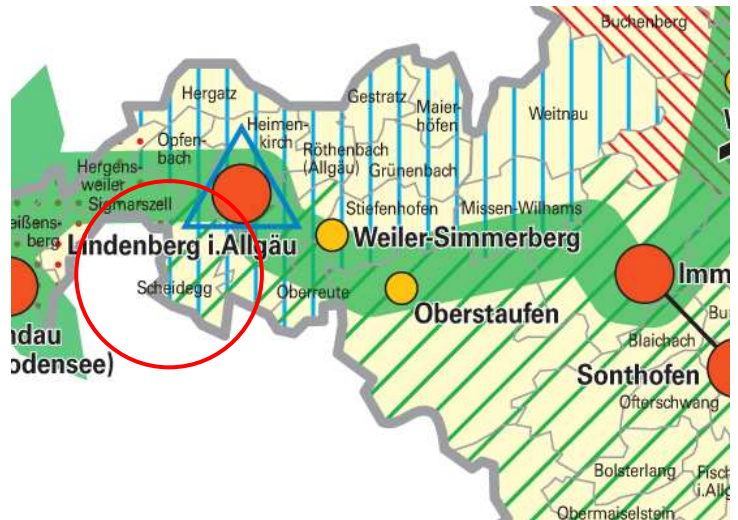 Buchenberg
Hergatz
Gestratz
Maier-
höfen
Weitnau
Heimen-
kirch
Opfen-
bach
Röthenbach
(Allgäu)
Grünenbach
Hergens-
weiler
Sigmarszell
Stiefenhofen
Missen-Wilhams
eißens-
berg
Lindenberg i.Allgäu
Weiler-Simmerberg
Scheidegg
Oberreute
Imm
Oberstaufen
ndau
odensee)
Bu
Blaichach
Sonthofen
Ofterschwang
Bolsterlang
Fisch
i.Allg
Obermaiselstein